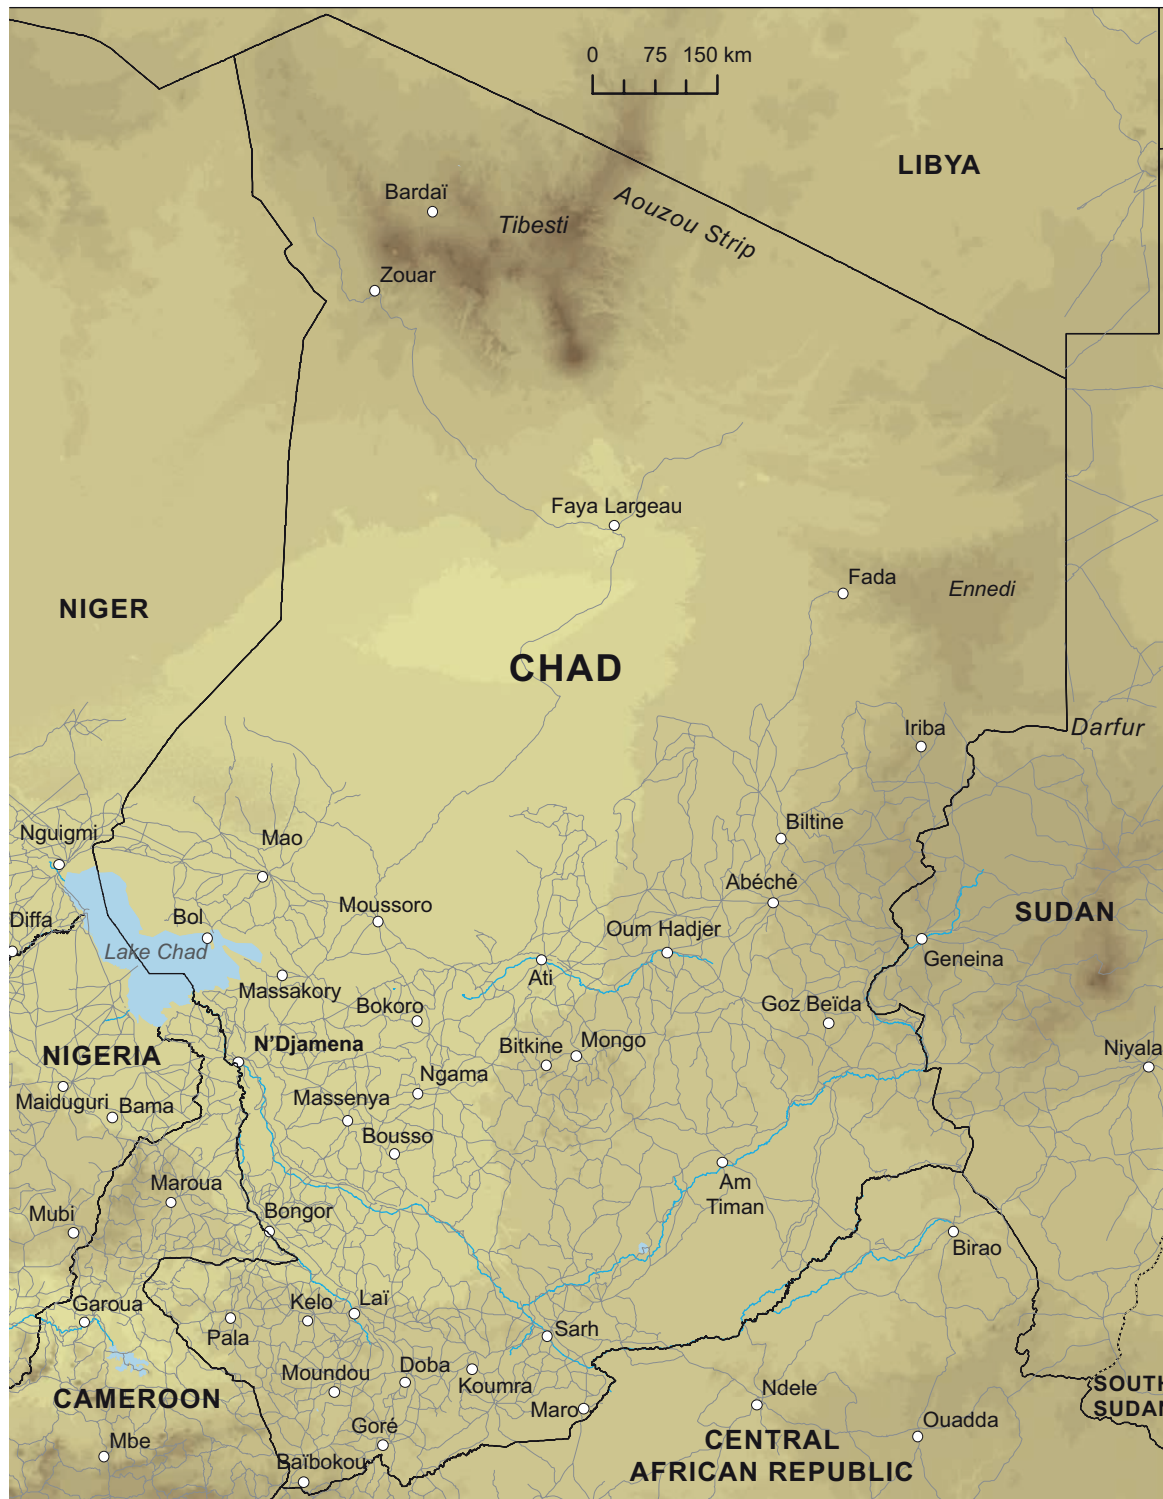 0 75 150 km
LIBYA
Bardaï
Tibesti
Aouzou Strip
Zouar
Faya Largeau
Fada
Ennedi
NIGER
CHAD
Iriba
Darfur
Nguigmi
Mao
Biltine
Abéché
Diffa
Bol
Moussoro
Oum Hadjer
SUDAN
Lake Chad
Massakory
Ati
Geneina
Bokoro
Goz Beïda
N'Djamena
NIGERIA
Bitkine
Mongo
Niyala
Maiduguri
Bama
Massenya
Ngama
Bousso
Maroua
Am
Timan
Mubi
Bongor
Birao
Garoua
Kelo
Laï
Pala
Sarh
Moundou
Doba
Koumra
CAMEROON
Maro
Ndele
SOUTH
SUDAN
Goré
Ouadda
Mbe
Baïbokou
CENTRAL
AFRICAN REPUBLIC